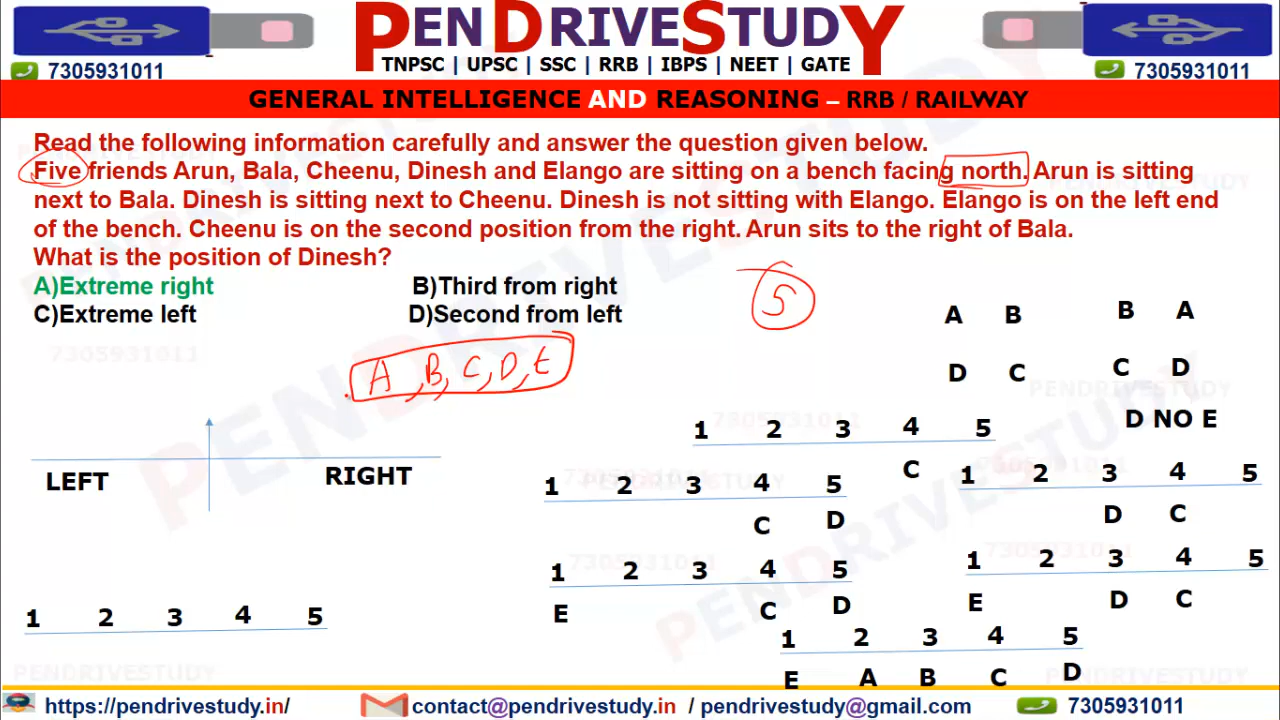 PENDRIVESTUDY
TNPSC | UPSC | SSC | RRB | IBPS | NEET | GATE
7305931011
7305931011
GENERAL INTELLIGENCE AND REASONING – RRB / RAILWAY
Read the following information carefully and answer the question given below.
Five friends Arun, Bala, Cheenu, Dinesh and Elango are sitting on a bench facing north. Arun is sitting
next to Bala. Dinesh is sitting next to Cheenu. Dinesh is not sitting with Elango. Elango is on the left end
of the bench. Cheenu is on the second position from the right. Arun sits to the right of Bala.
What is the position of Dinesh?
A)Extreme right B)Third from right
C)Extreme left D)Second from left
5
A B B A
A, B, C, D, E
D C C D
D NO E
1 2 3 4 5
C
LEFT RIGHT
1 2 3 4 5
C D
1 2 3 4 5
D C
1 2 3 4 5
E C D
1 2 3 4 5
E D C
1 2 3 4 5
1 2 3 4 5
E A B C D
https://pendrivestudy.in/ contact@pendrivestudy.in / pendrivestudy@gmail.com 7305931011